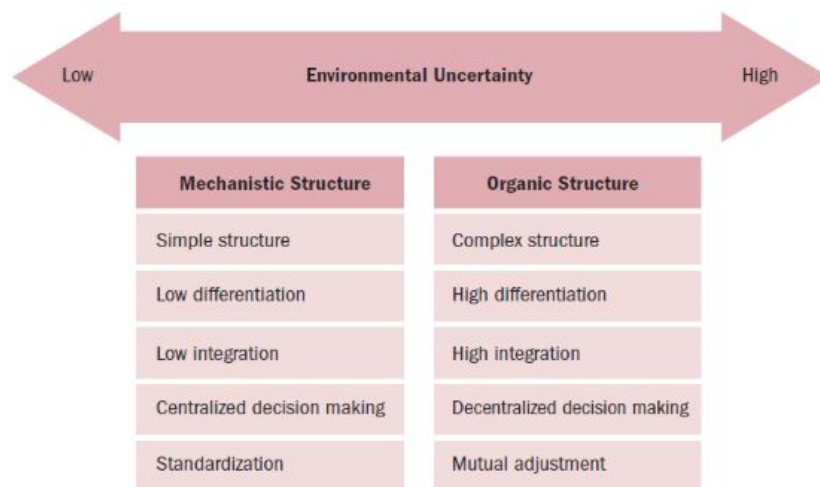 Low Environmental Uncertainty High
Mechanistic Structure
Simple structure
Low differentiation
Low integration
Centralized decision making
Standardization
Organic Structure
Complex structure
High differentiation
High integration
Decentralized decision making
Mutual adjustment